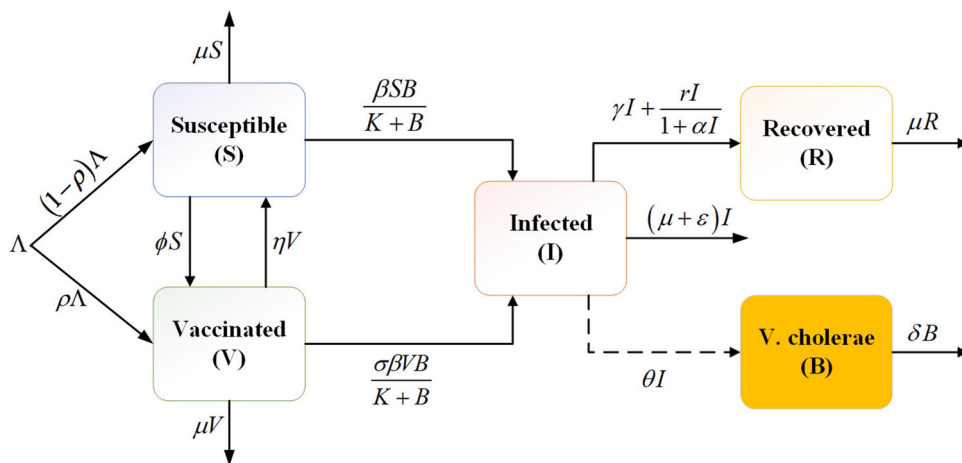 μS
βSB
K + B
Susceptible
(S)
γI + rI
1 + αI
Recovered
(R)
μR
(1-ρ)Λ
Infected
(I)
(μ + ε)I
Λ
ϕS
ηV
ρΛ
Vaccinated
(V)
V. cholerae
(B)
δB
σβVB
K + B
θI
μV